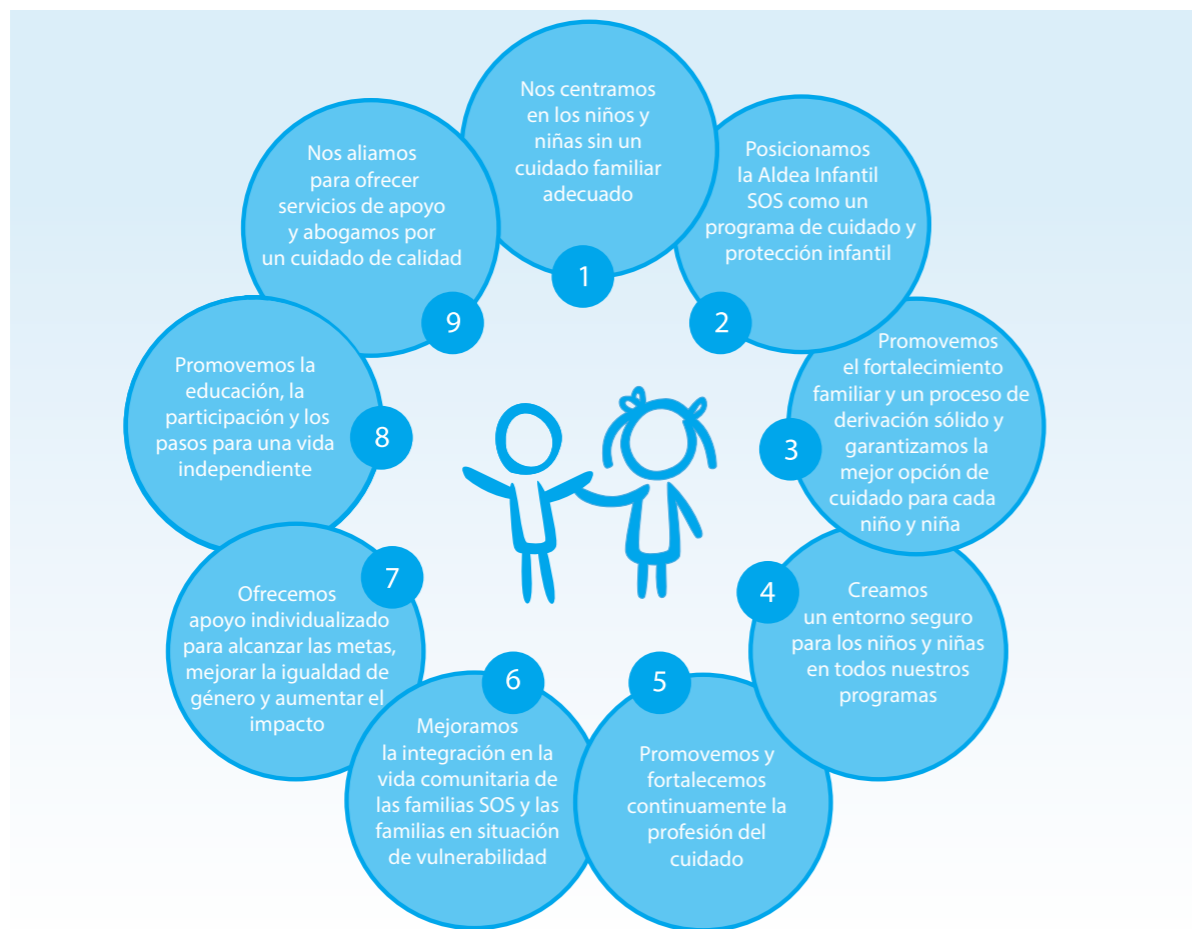 Nos centramos
en los niños y
niñas sin un
cuidado familiar
adecuado
1
Posicionamos
la Aldea Infantil
SOS como un
programa de cuidado y
protección infantil
2
Promovemos
el fortalecimiento
familiar y un proceso de
derivación sólido y
garantizamos la
mejor opción de
cuidado para cada
niño y niña
3
Creamos
un entorno seguro
para los niños y niñas
en todos nuestros
programas
4
Promovemos y
fortalecemos
continuamente la
profesión del
cuidado
5
Mejoramos
la integración en la
vida comunitaria de
las familias SOS y las
familias en situación
de vulnerabilidad
6
Ofrecemos
apoyo individualizado
para alcanzar las metas,
mejorar la igualdad de
género y aumentar el
impacto
7
Promovemos la
educación, la
participación y los
pasos para una vida
independiente
8
Nos aliamos
para ofrecer
servicios de apoyo
y abogamos por
un cuidado de calidad
9